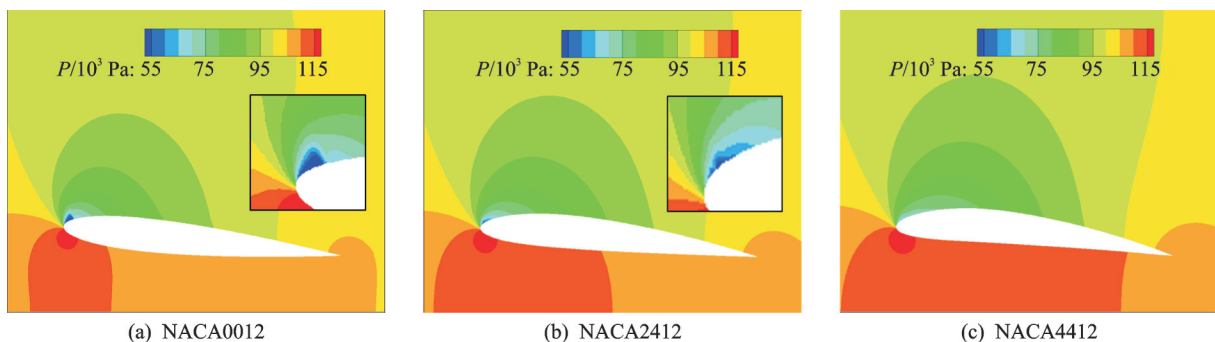 P/10³ Pa: 55 75 95 115
P/10³ Pa: 55 75 95 115
P/10³ Pa: 55 75 95 115
(a) NACA0012
(b) NACA2412
(c) NACA4412